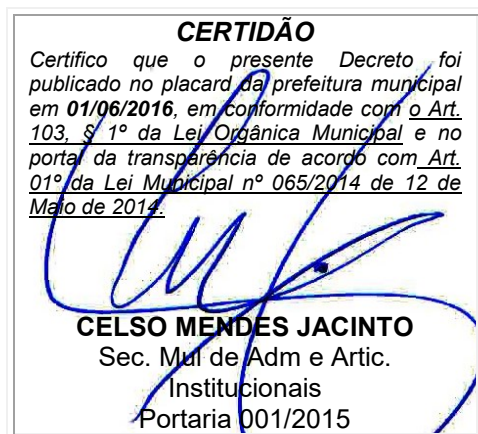 CERTIDÃO
Certifico que o presente Decreto foi
publicado no placard da prefeitura municipal
em 01/06/2016, em conformidade com o Art.
103, § 1º da Lei Orgânica Municipal e no
portal da transparência de acordo com Art.
01º da Lei Municipal nº 065/2014 de 12 de
Maio de 2014.
CELSO MENDES JACINTO
Sec. Mul de Adm e Artic.
Institucionais
Portaria 001/2015